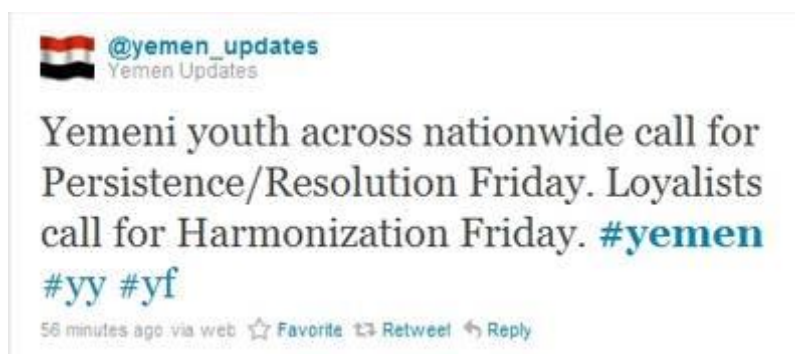 @yemen_updates
Yemen Updates
Yemeni youth across nationwide call for
Persistence/Resolution Friday. Loyalists
call for Harmonization Friday. #yemen
#yy #yf
56 minutes ago via web Favorite Retweet Reply